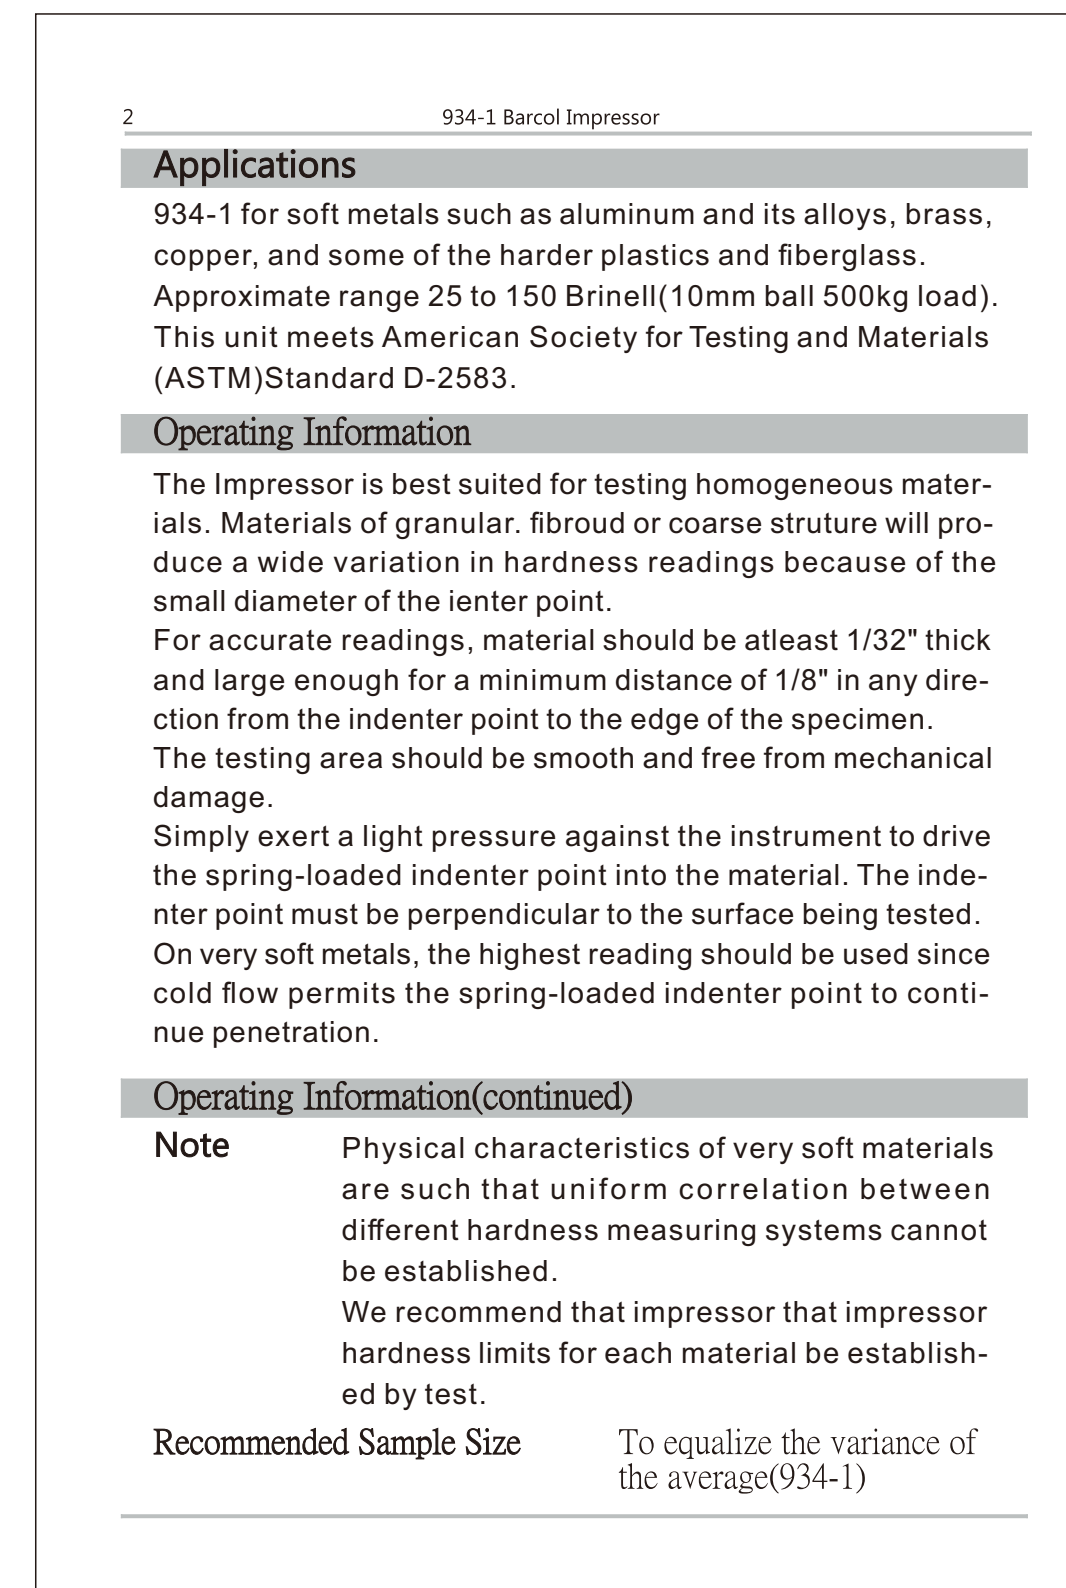 2
934-1 Barcol Impressor
Applications
934-1 for soft metals such as aluminum and its alloys, brass,
copper, and some of the harder plastics and fiberglass.
Approximate range 25 to 150 Brinell(10mm ball 500kg load).
This unit meets American Society for Testing and Materials
(ASTM)Standard D-2583.
Operating Information
The Impressor is best suited for testing homogeneous mater-
ials. Materials of granular. fibroud or coarse struture will pro-
duce a wide variation in hardness readings because of the
small diameter of the ienter point.
For accurate readings, material should be atleast 1/32" thick
and large enough for a minimum distance of 1/8" in any dire-
ction from the indenter point to the edge of the specimen.
The testing area should be smooth and free from mechanical
damage.
Simply exert a light pressure against the instrument to drive
the spring-loaded indenter point into the material. The inde-
nter point must be perpendicular to the surface being tested.
On very soft metals, the highest reading should be used since
cold flow permits the spring-loaded indenter point to conti-
nue penetration.
Operating Information(continued)
Note
Physical characteristics of very soft materials
are such that uniform correlation between
different hardness measuring systems cannot
be established.
We recommend that impressor that impressor
hardness limits for each material be establish-
ed by test.
Recommended Sample Size
To equalize the variance of
the average(934-1)